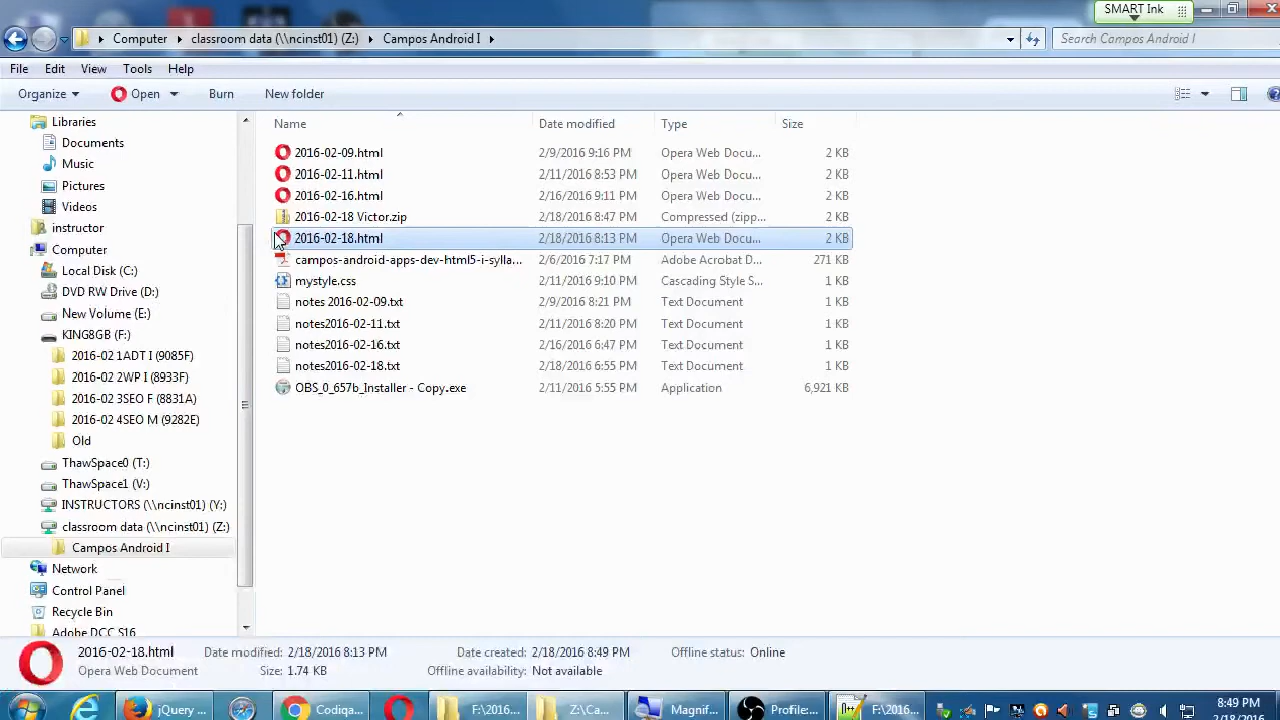 SMART Ink
Computer classroom data (\\ncinst01) (Z:) Campos Android I Search Campos Android I
File Edit View Tools Help
Organize Open Burn New folder
Name Date modified Type Size
Libraries
Documents
Music
Pictures
Videos
instructor
Computer
Local Disk (C:)
DVD RW Drive (D:)
New Volume (E:)
KING8GB (F:)
2016-02 1ADT I (9085F)
2016-02 2WP I (8933F)
2016-02 3SEO F (8831A)
2016-02 4SEO M (9282E)
Old
ThawSpace0 (T:)
ThawSpace1 (V:)
INSTRUCTORS (\\ncinst01) (Y:)
classroom data (\\ncinst01) (Z:)
Campos Android I
Network
Control Panel
Recycle Bin
Adobe DCC S16
2016-02-09.html 2/9/2016 9:16 PM Opera Web Docu... 2 KB
2016-02-11.html 2/11/2016 8:53 PM Opera Web Docu... 2 KB
2016-02-16.html 2/16/2016 9:11 PM Opera Web Docu... 2 KB
2016-02-18 Victor.zip 2/18/2016 8:47 PM Compressed (zipp... 2 KB
2016-02-18.html 2/18/2016 8:13 PM Opera Web Docu... 2 KB
campos-android-apps-dev-html5-i-sylla... 2/6/2016 7:17 PM Adobe Acrobat D... 271 KB
mystyle.css 2/11/2016 9:10 PM Cascading Style S... 1 KB
notes 2016-02-09.txt 2/9/2016 8:21 PM Text Document 1 KB
notes2016-02-11.txt 2/11/2016 8:20 PM Text Document 1 KB
notes2016-02-16.txt 2/16/2016 6:47 PM Text Document 1 KB
notes2016-02-18.txt 2/18/2016 6:55 PM Text Document 1 KB
OBS_0_657b_Installer - Copy.exe 2/11/2016 5:55 PM Application 6,921 KB
2016-02-18.html Date modified: 2/18/2016 8:13 PM Date created: 2/18/2016 8:49 PM Offline status: Online
Opera Web Document Size: 1.74 KB Offline availability: Not available
jQuery ... Codiqa... F:\2016... Z:\Ca... Magnif... Profile:... F:\2016... 8:49 PM
2/18/2016